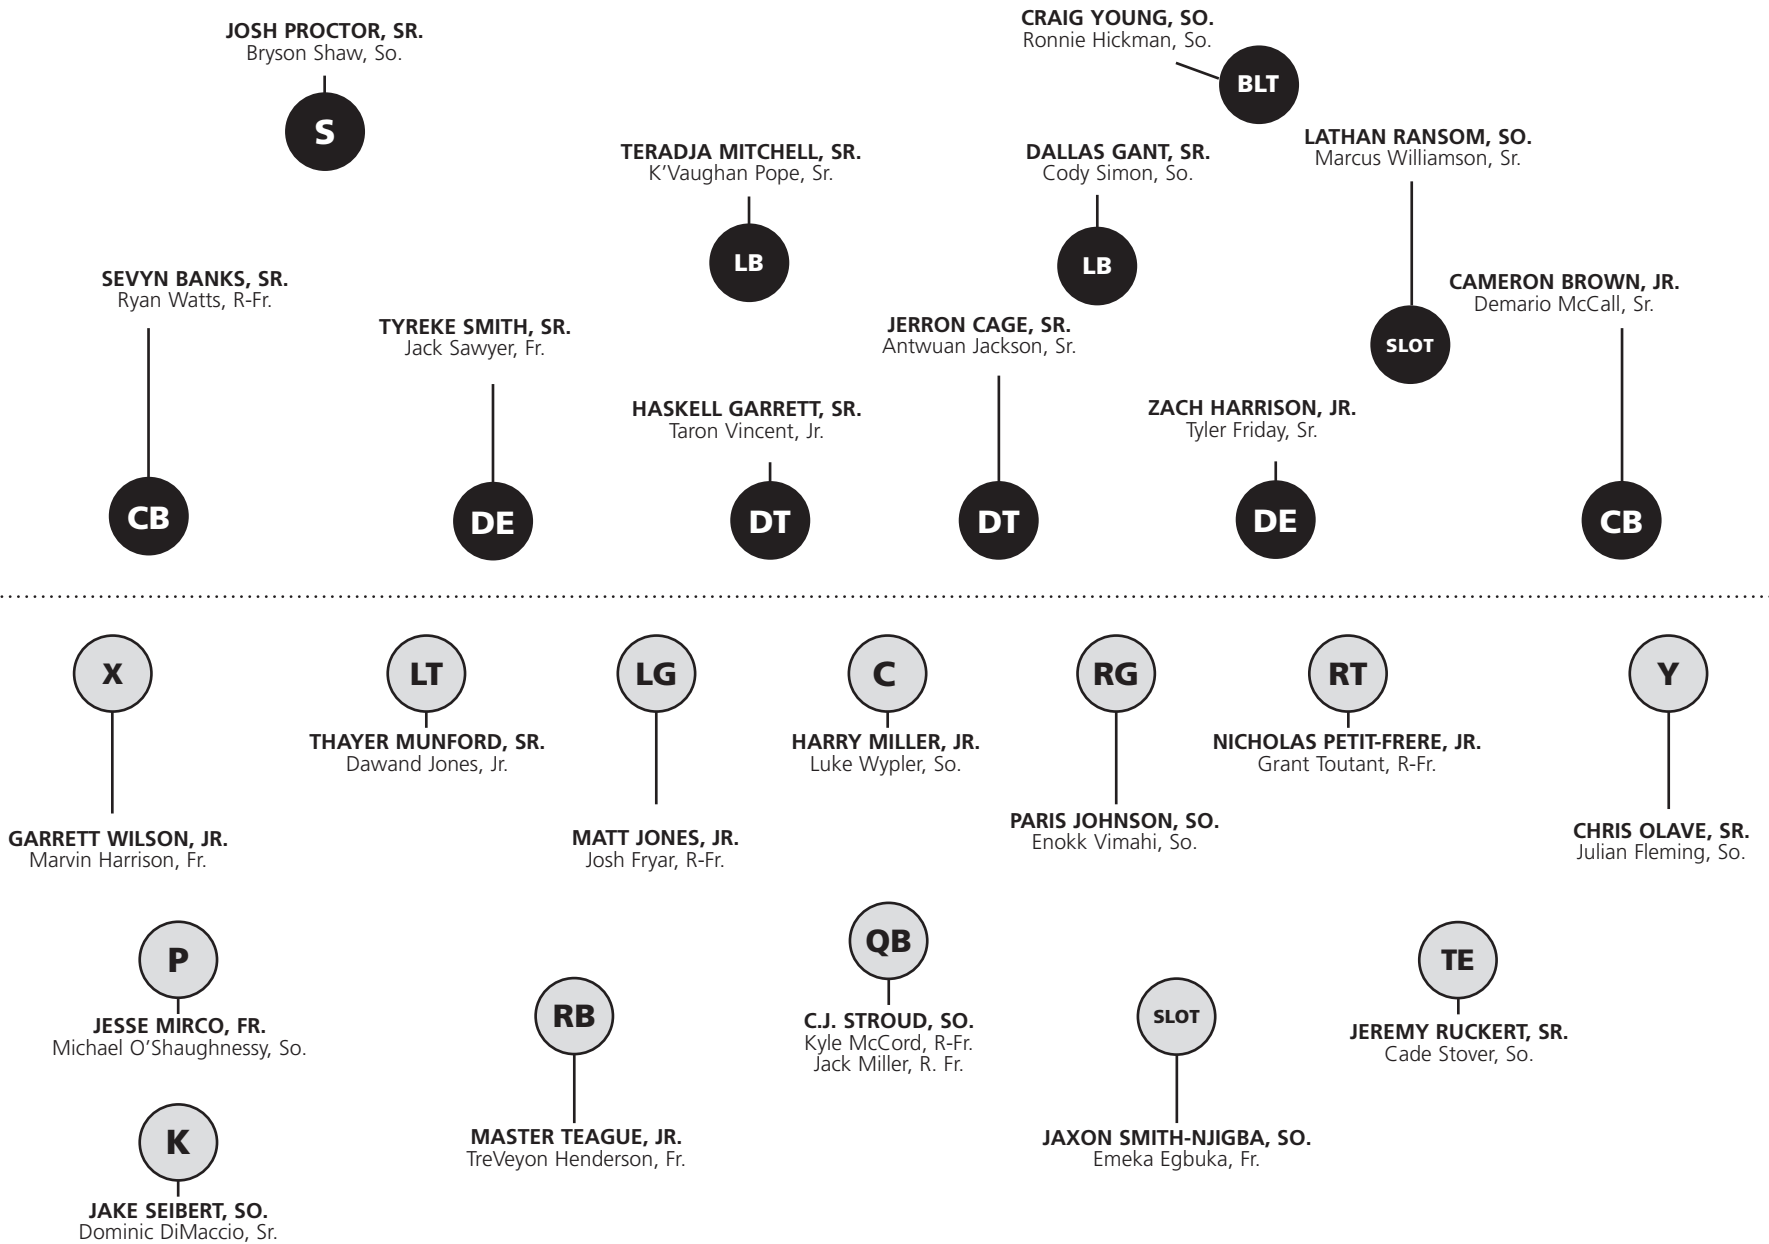 JOSH PROCTOR, SR.
Bryson Shaw, So.
S
CRAIG YOUNG, SO.
Ronnie Hickman, So.
BLT
TERADJA MITCHELL, SR.
K'Vaughan Pope, Sr.
LB
DALLAS GANT, SR.
Cody Simon, So.
LB
LATHAN RANSOM, SO.
Marcus Williamson, Sr.
SLOT
SEVYN BANKS, SR.
Ryan Watts, R-Fr.
CB
TYREKE SMITH, SR.
Jack Sawyer, Fr.
DE
HASKELL GARRETT, SR.
Taron Vincent, Jr.
DT
JERRON CAGE, SR.
Antwuan Jackson, Sr.
DT
ZACH HARRISON, JR.
Tyler Friday, Sr.
DE
CAMERON BROWN, JR.
Demario McCall, Sr.
CB
X
GARRETT WILSON, JR.
Marvin Harrison, Fr.
LT
THAYER MUNFORD, SR.
Dawand Jones, Jr.
LG
MATT JONES, JR.
Josh Fryar, R-Fr.
C
HARRY MILLER, JR.
Luke Wypler, So.
RG
PARIS JOHNSON, SO.
Enokk Vimahi, So.
RT
NICHOLAS PETIT-FRERE, JR.
Grant Toutant, R-Fr.
Y
CHRIS OLAVE, SR.
Julian Fleming, So.
P
JESSE MIRCO, FR.
Michael O'Shaughnessy, So.
RB
MASTER TEAGUE, JR.
TreVeyon Henderson, Fr.
QB
C.J. STROUD, SO.
Kyle McCord, R-Fr.
Jack Miller, R. Fr.
SLOT
JAXON SMITH-NJIGBA, SO.
Emeka Egbuka, Fr.
TE
JEREMY RUCKERT, SR.
Cade Stover, So.
K
JAKE SEIBERT, SO.
Dominic DiMaccio, Sr.